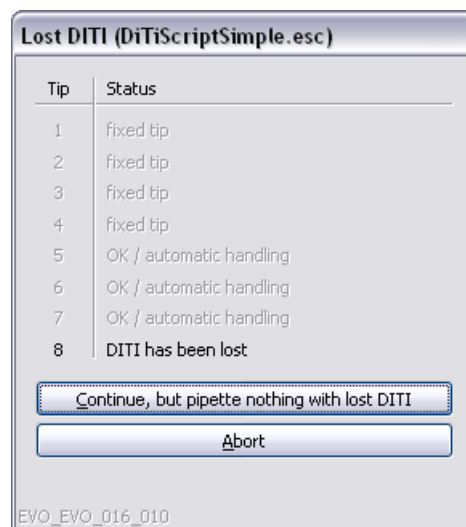 Lost DITI (DiTiScriptSimple.esc)
Tip Status
1 fixed tip
2 fixed tip
3 fixed tip
4 fixed tip
5 OK / automatic handling
6 OK / automatic handling
7 OK / automatic handling
8 DITI has been lost
Continue, but pipette nothing with lost DITI
Abort
EVO_EVO_016_010